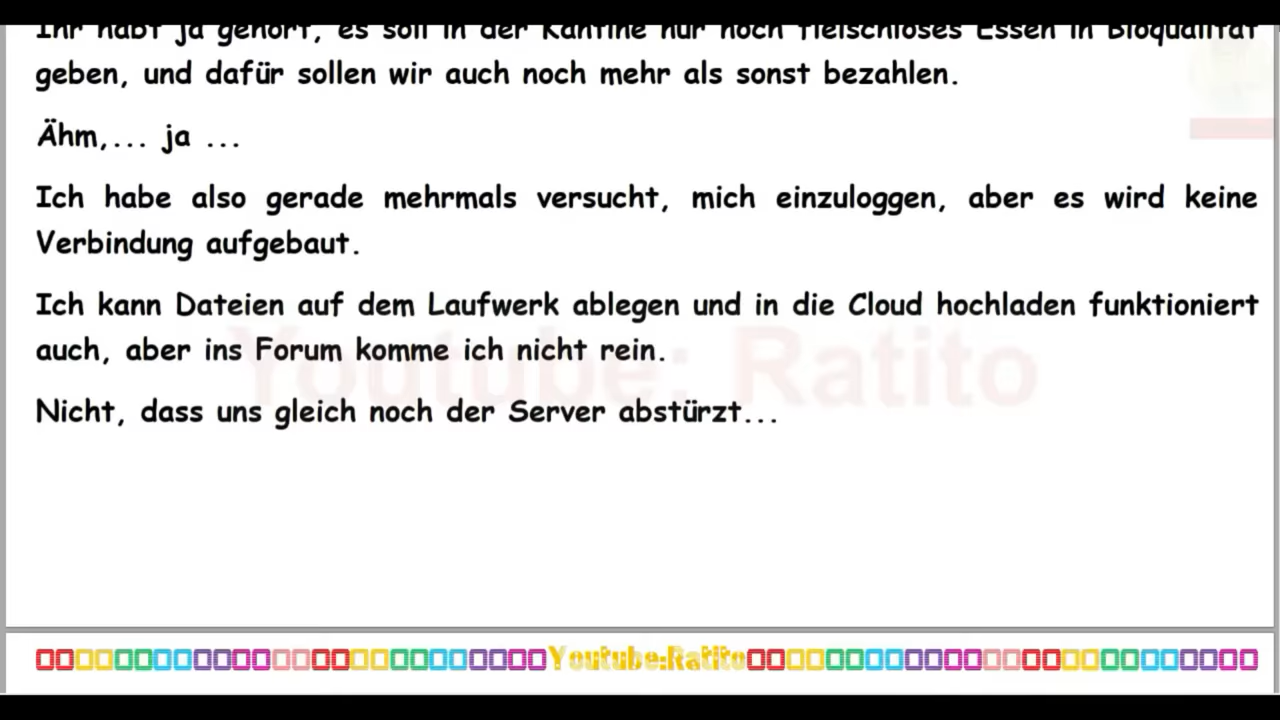 Ihr habt ja gehört, es soll in der Kantine nur noch fleischloses Essen in Bioqualität
geben, und dafür sollen wir auch noch mehr als sonst bezahlen.
Ähm,... ja ...
Ich habe also gerade mehrmals versucht, mich einzuloggen, aber es wird keine
Verbindung aufgebaut.
Ich kann Dateien auf dem Laufwerk ablegen und in die Cloud hochladen funktioniert
auch, aber ins Forum komme ich nicht rein.
Youtube: Ratito
Nicht, dass uns gleich noch der Server abstürzt...
Youtube:Ratito